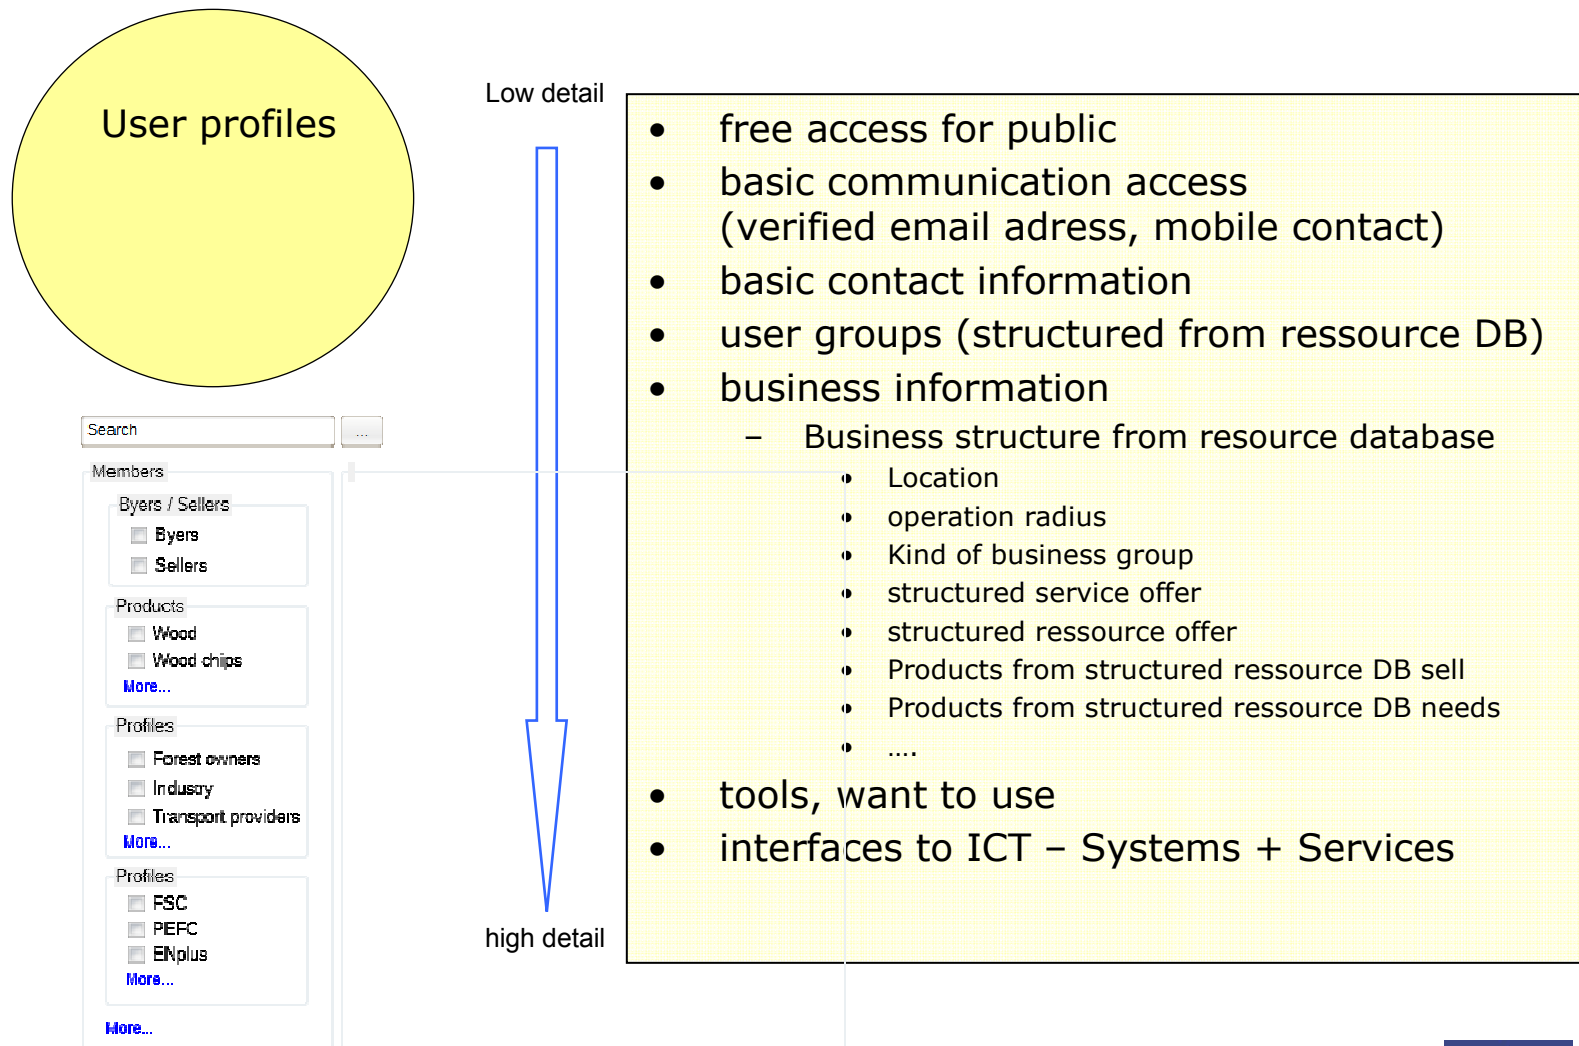 User profiles
Search
...
Members
Byers / Sellers
Byers
Sellers
Products
Wood
Wood chips
More...
Profiles
Forest owners
Industry
Transport providers
More...
Profiles
FSC
PEFC
ENplus
More...
More...
Low detail
high detail
• free access for public
• basic communication access
(verified email adress, mobile contact)
• basic contact information
• user groups (structured from ressource DB)
• business information
– Business structure from resource database
• Location
• operation radius
• Kind of business group
• structured service offer
• structured ressource offer
• Products from structured ressource DB sell
• Products from structured ressource DB needs
• ….
• tools, want to use
• interfaces to ICT – Systems + Services